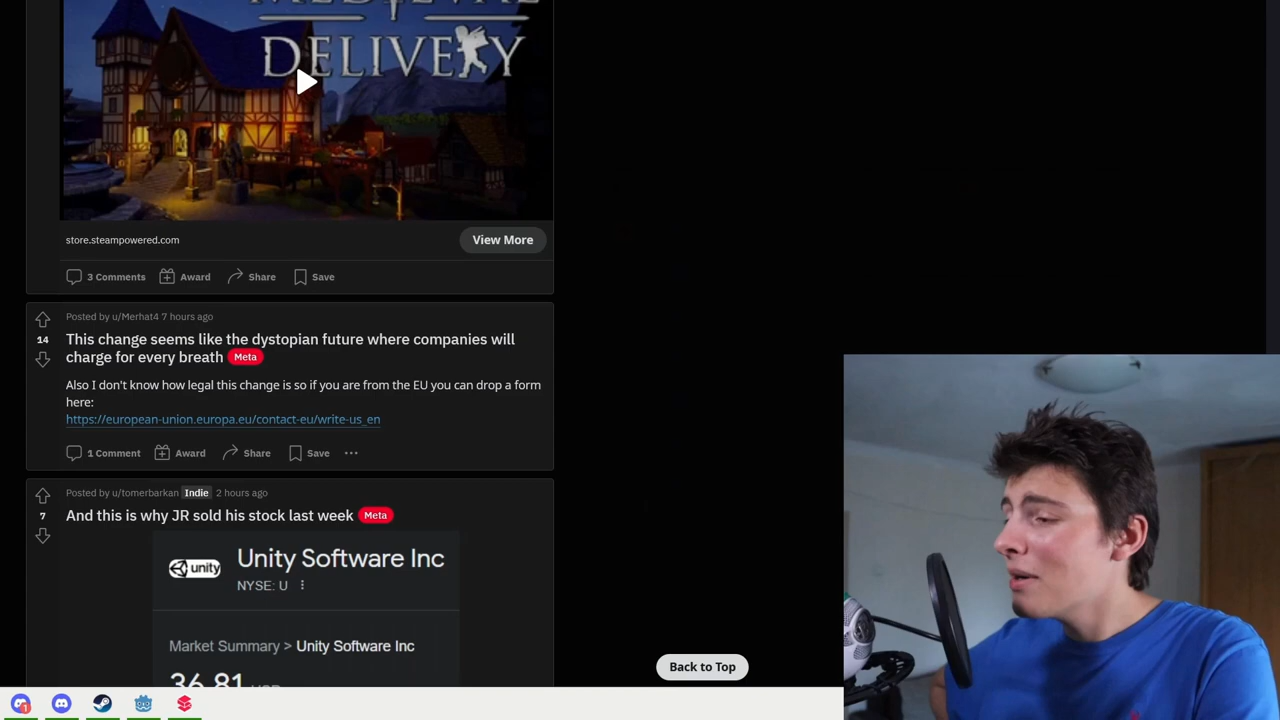 DELIVERY
store.steampowered.com
View More
3 Comments Award Share Save
Posted by u/Merhat4 7 hours ago
14
This change seems like the dystopian future where companies will
charge for every breath Meta
Also I don't know how legal this change is so if you are from the EU you can drop a form
here:
https://european-union.europa.eu/contact-eu/write-us_en
1 Comment Award Share Save
Posted by u/tomerbarkan Indie 2 hours ago
7
And this is why JR sold his stock last week Meta
unity
Unity Software Inc
NYSE: U
Market Summary > Unity Software Inc
36.81
Back to Top
1